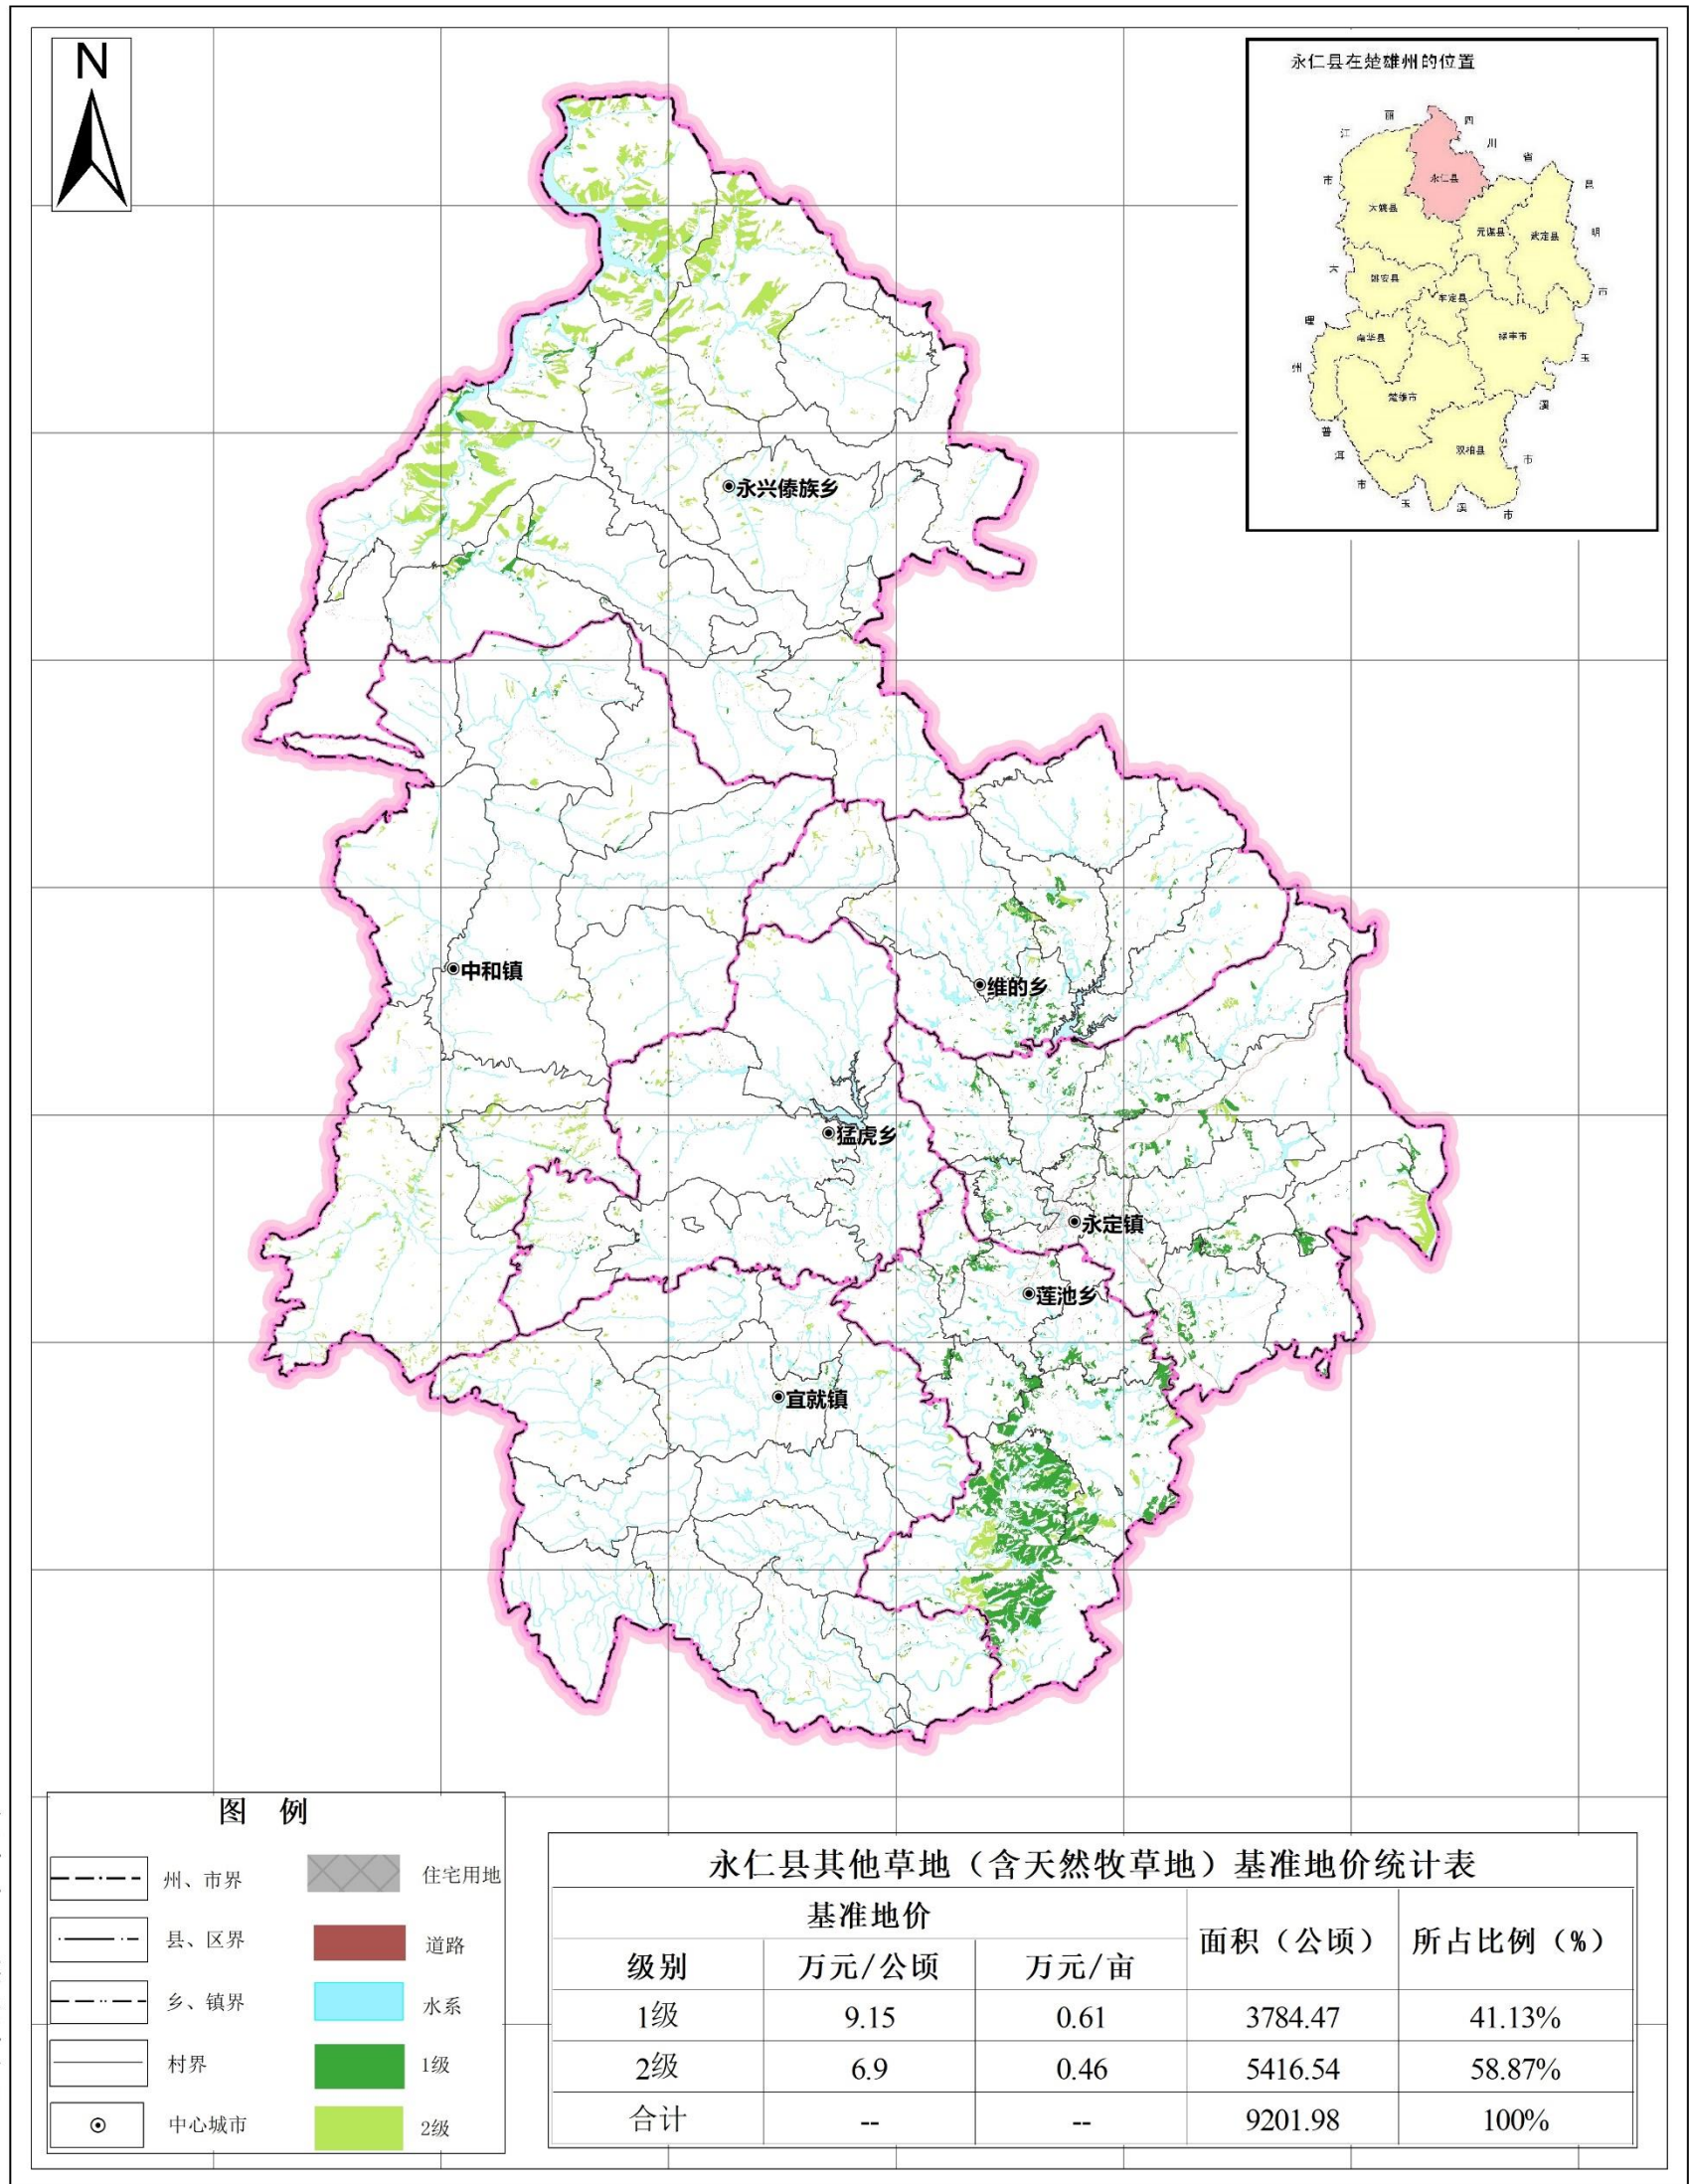 N
永仁县在楚雄州的位置
丽
江
市
四
川
省
昆
明
市
大
理
州
普
洱
市
玉
溪
市
玉
溪
市
永仁县
大姚县
元谋县
武定县
姚安县
牟定县
南华县
禄丰市
楚雄市
双柏县
永兴傣族乡
中和镇
维的乡
猛虎乡
永定镇
莲池乡
宜就镇
图 例
州、市界
住宅用地
县、区界
道路
乡、镇界
水系
村界
1级
中心城市
2级
永仁县其他草地（含天然牧草地）基准地价统计表
基准地价 面积（公顷） 所占比例（%）
级别 万元/公顷 万元/亩
1级 9.15 0.61 3784.47 41.13%
2级 6.9 0.46 5416.54 58.87%
合计 -- -- 9201.98 100%